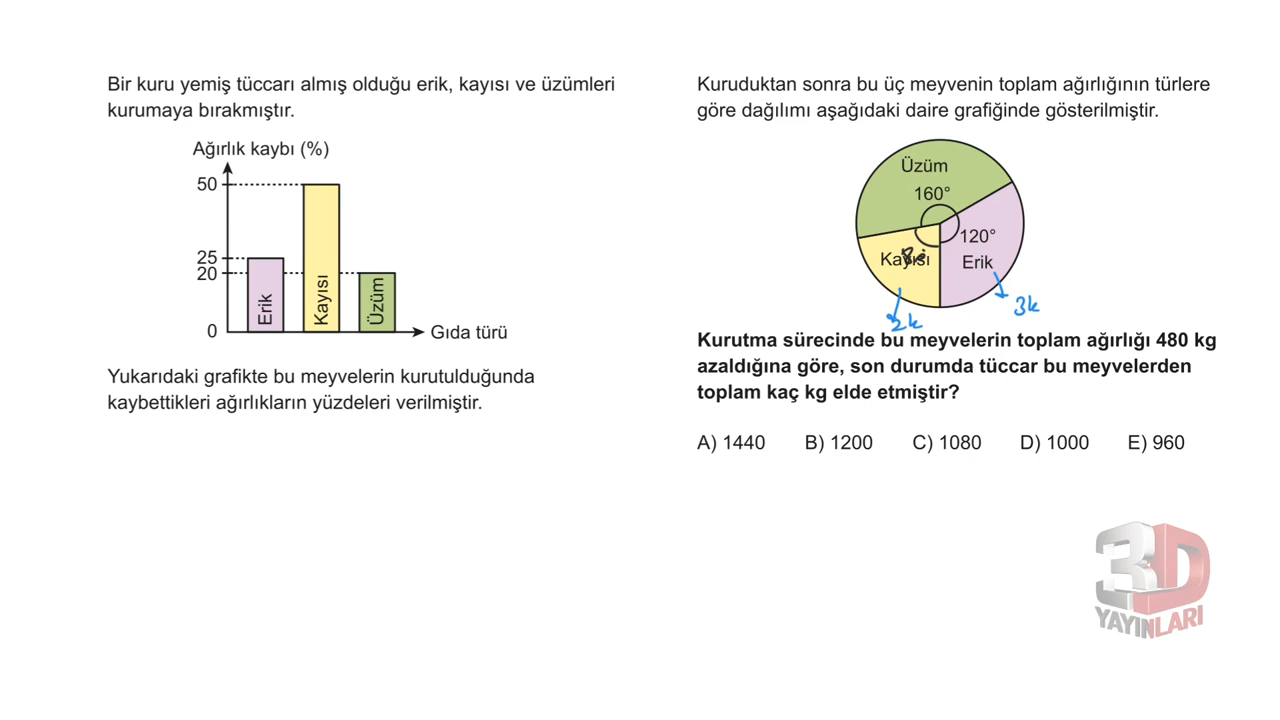 Bir kuru yemiş tüccarı almış olduğu erik, kayısı ve üzümleri
kurumaya bırakmıştır.
Ağırlık kaybı (%)
50
25
20
0
Erik
Kayısı
Üzüm
Gıda türü
Yukarıdaki grafikte bu meyvelerin kurutulduğunda
kaybettikleri ağırlıkların yüzdeleri verilmiştir.
Kuruduktan sonra bu üç meyvenin toplam ağırlığının türlere
göre dağılımı aşağıdaki daire grafiğinde gösterilmiştir.
Üzüm
160°
120°
Erik
Kayısı
3k
2k
Kurutma sürecinde bu meyvelerin toplam ağırlığı 480 kg
azaldığına göre, son durumda tüccar bu meyvelerden
toplam kaç kg elde etmiştir?
A) 1440 B) 1200 C) 1080 D) 1000 E) 960
3D
YAYINLARI